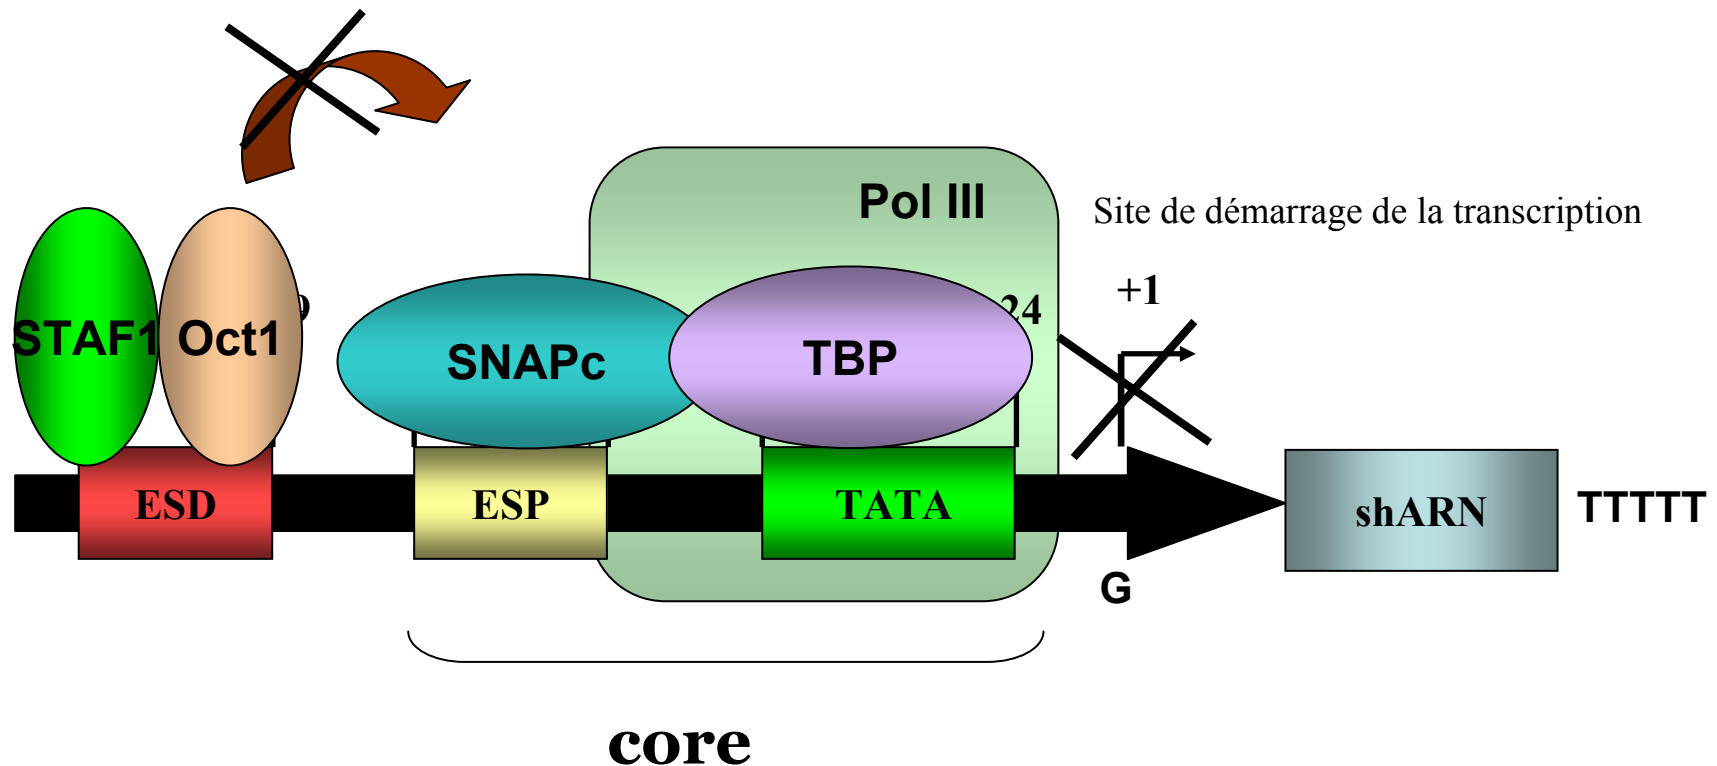 Pol III
Site de démarrage de la transcription
+1
24
STAF1
Oct1
SNAPc
TBP
ESD
ESP
TATA
shARN
TTTTT
G
core